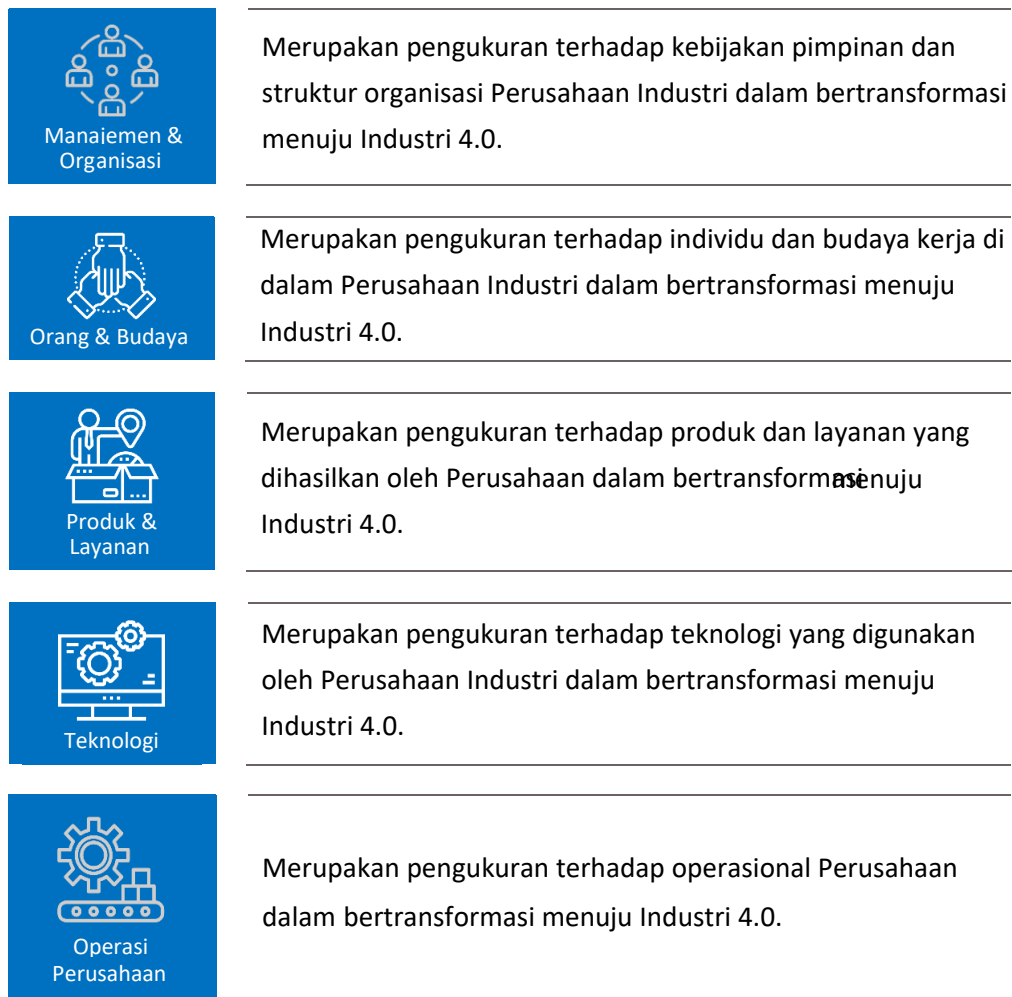 Manajemen &
Organisasi
Merupakan pengukuran terhadap kebijakan pimpinan dan
struktur organisasi Perusahaan Industri dalam bertransformasi
menuju Industri 4.0.
Orang & Budaya
Merupakan pengukuran terhadap individu dan budaya kerja di
dalam Perusahaan Industri dalam bertransformasi menuju
Industri 4.0.
Produk &
Layanan
Merupakan pengukuran terhadap produk dan layanan yang
dihasilkan oleh Perusahaan dalam bertransformasi menuju
Industri 4.0.
Teknologi
Merupakan pengukuran terhadap teknologi yang digunakan
oleh Perusahaan Industri dalam bertransformasi menuju
Industri 4.0.
Operasi
Perusahaan
Merupakan pengukuran terhadap operasional Perusahaan
dalam bertransformasi menuju Industri 4.0.